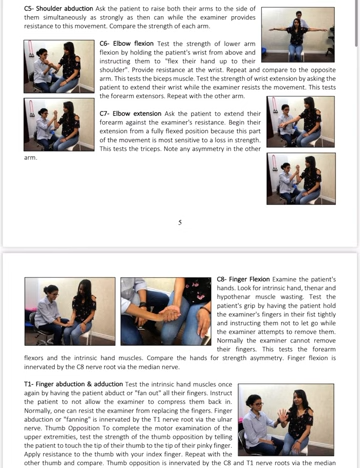 C5- Shoulder abduction Ask the patient to raise both their arms to the side of
them simultaneously as strongly as then can while the examiner provides
resistance to this movement. Compare the strength of each arm.
C6- Elbow flexion Test the strength of lower arm
flexion by holding the patient's wrist from above and
instructing them to "flex their hand up to their
shoulder". Provide resistance at the wrist. Repeat and compare to the opposite
arm. This tests the biceps muscle. Test the strength of wrist extension by asking the
patient to extend their wrist while the examiner resists the movement. This tests
the forearm extensors. Repeat with the other arm.
C7- Elbow extension Ask the patient to extend their
forearm against the examiner's resistance. Begin their
extension from a fully flexed position because this part
of the movement is most sensitive to a loss in strength.
This tests the triceps. Note any asymmetry in the other
arm.
5
C8- Finger Flexion Examine the patient's
hands. Look for intrinsic hand, thenar and
hypothenar muscle wasting. Test the
patient's grip by having the patient hold
the examiner's fingers in their fist tightly
and instructing them not to let go while
the examiner attempts to remove them.
Normally the examiner cannot remove
their fingers. This tests the forearm
flexors and the intrinsic hand muscles. Compare the hands for strength asymmetry. Finger flexion is
innervated by the C8 nerve root via the median nerve.
T1- Finger abduction & adduction Test the intrinsic hand muscles once
again by having the patient abduct or "fan out" all their fingers. Instruct
the patient to not allow the examiner to compress them back in.
Normally, one can resist the examiner from replacing the fingers. Finger
abduction or "fanning" is innervated by the T1 nerve root via the ulnar
nerve. Thumb Opposition To complete the motor examination of the
upper extremities, test the strength of the thumb opposition by telling
the patient to touch the tip of their thumb to the tip of their pinky finger.
Apply resistance to the thumb with your index finger. Repeat with the
other thumb and compare. Thumb opposition is innervated by the C8 and T1 nerve roots via the median